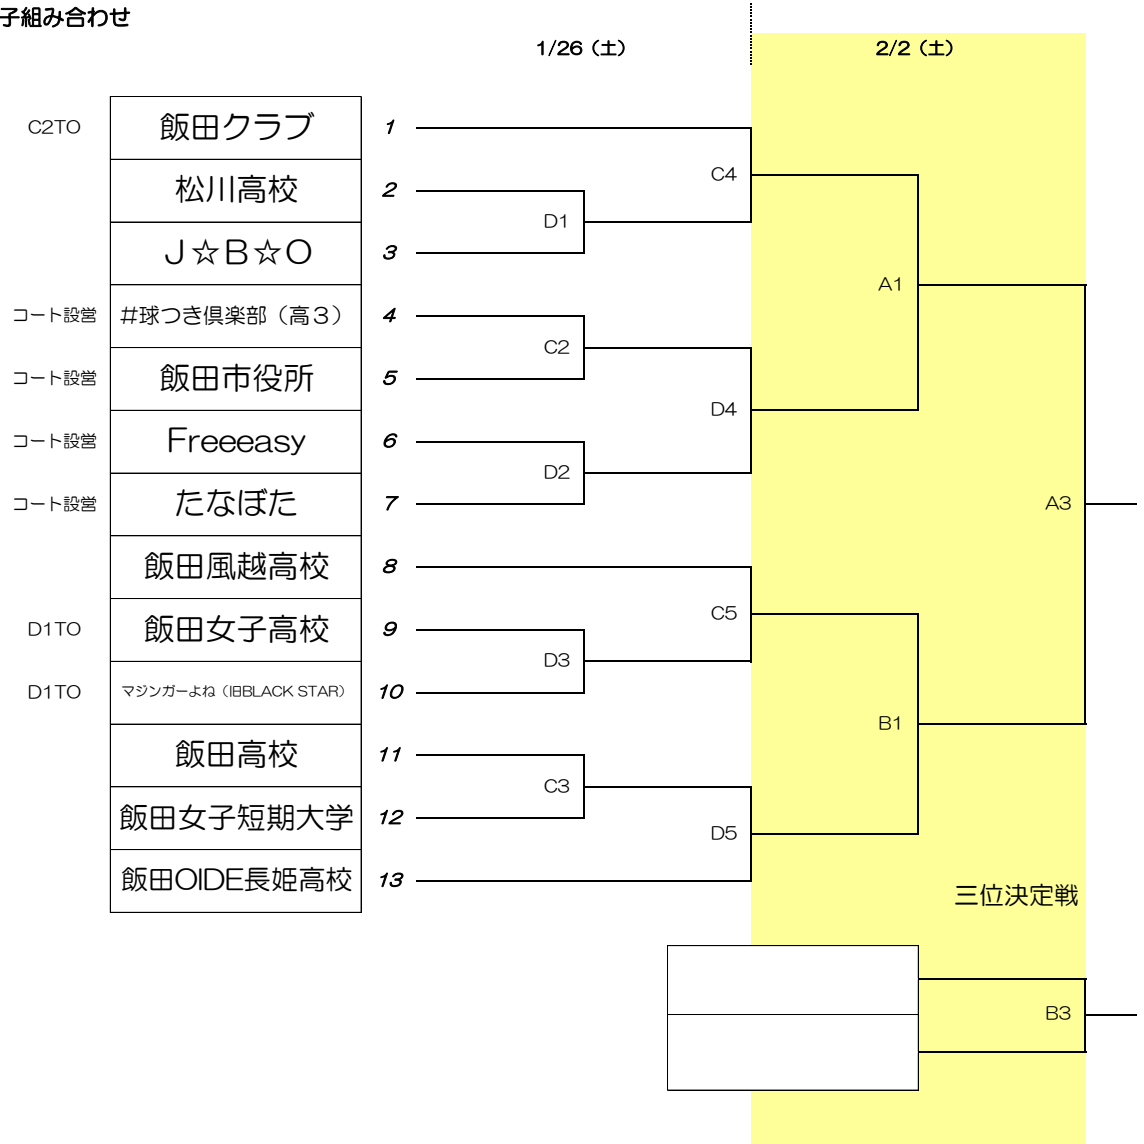 子組み合わせ
1/26（土）
2/2（土）
C2TO 飯田クラブ 1
C4
松川高校 2
D1
J☆B☆O 3
A1
コート設営 #球つき倶楽部（高３） 4
C2
コート設営 飯田市役所 5
D4
コート設営 Freeeasy 6
D2
コート設営 たなぼた 7
A3
飯田風越高校 8
C5
D1TO 飯田女子高校 9
D3
D1TO マジンガーよね（旧BLACK STAR） 10
B1
飯田高校 11
C3
飯田女子短期大学 12
D5
飯田OIDE長姫高校 13
三位決定戦
B3